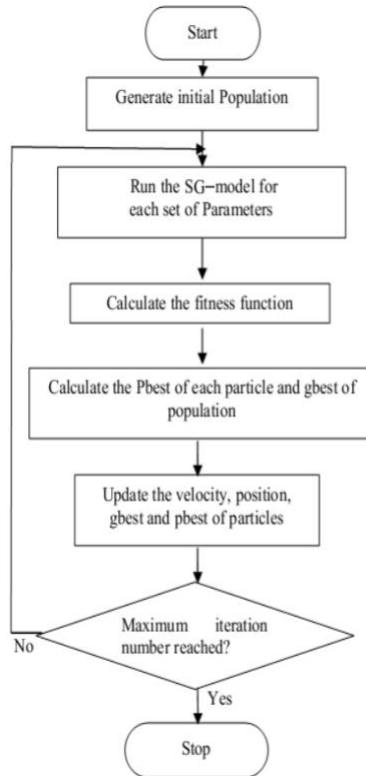 Start
Generate initial Population
Run the SG–model for
each set of Parameters
Calculate the fitness function
Calculate the Pbest of each particle and gbest of
population
Update the velocity, position,
gbest and pbest of particles
Maximum iteration
number reached?
No
Yes
Stop